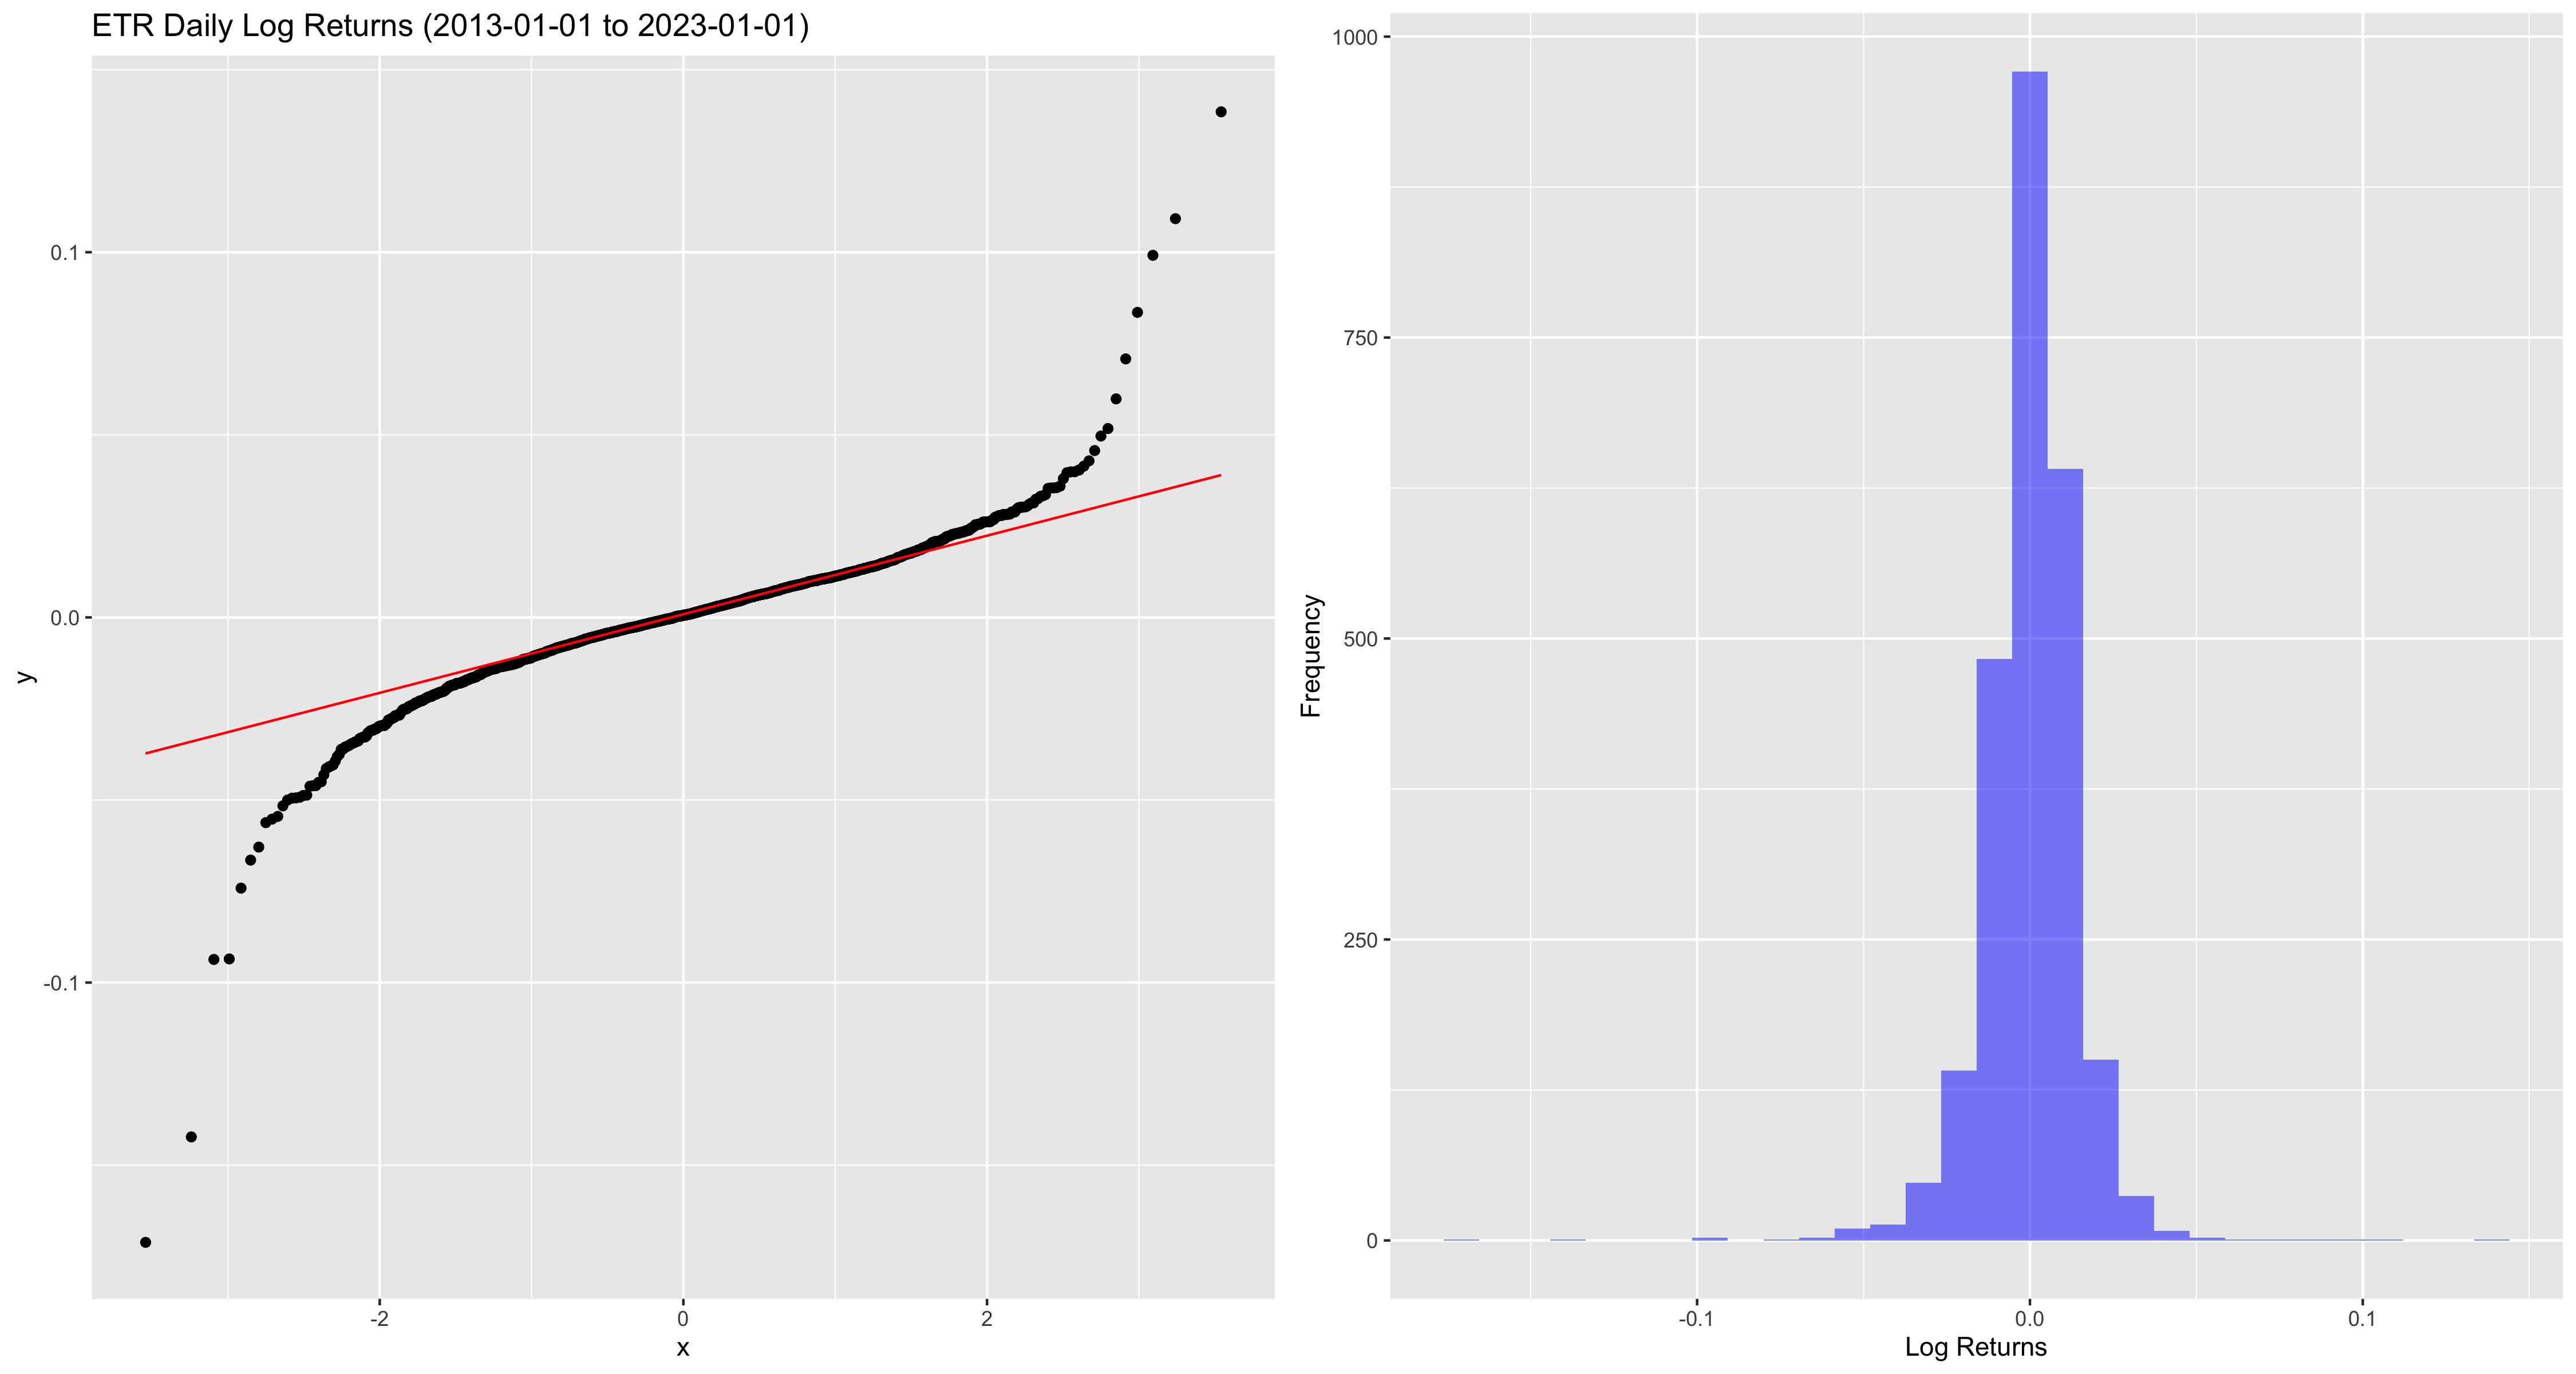 ETR Daily Log Returns (2013-01-01 to 2023-01-01)
0.1
0.0
-0.1
y
-2
0
2
x
1000
750
500
250
0
Frequency
-0.1
0.0
0.1
Log Returns